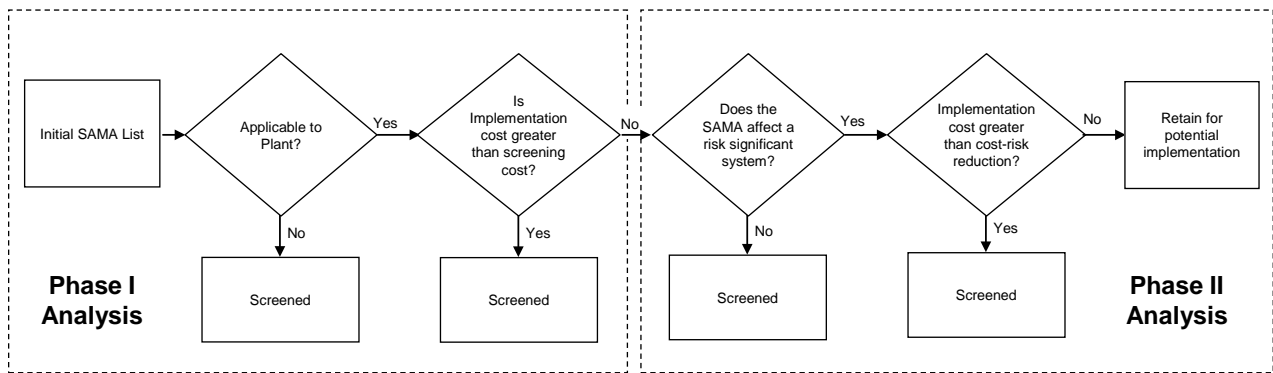 Initial SAMA List
Applicable to
Plant?
Yes
No
Screened
Is
Implementation
cost greater
than screening
cost?
No
Yes
Screened
Phase I
Analysis
Does the
SAMA affect a
risk significant
system?
Yes
No
Screened
Implementation
cost greater
than cost-risk
reduction?
No
Yes
Screened
Retain for
potential
implementation
Phase II
Analysis